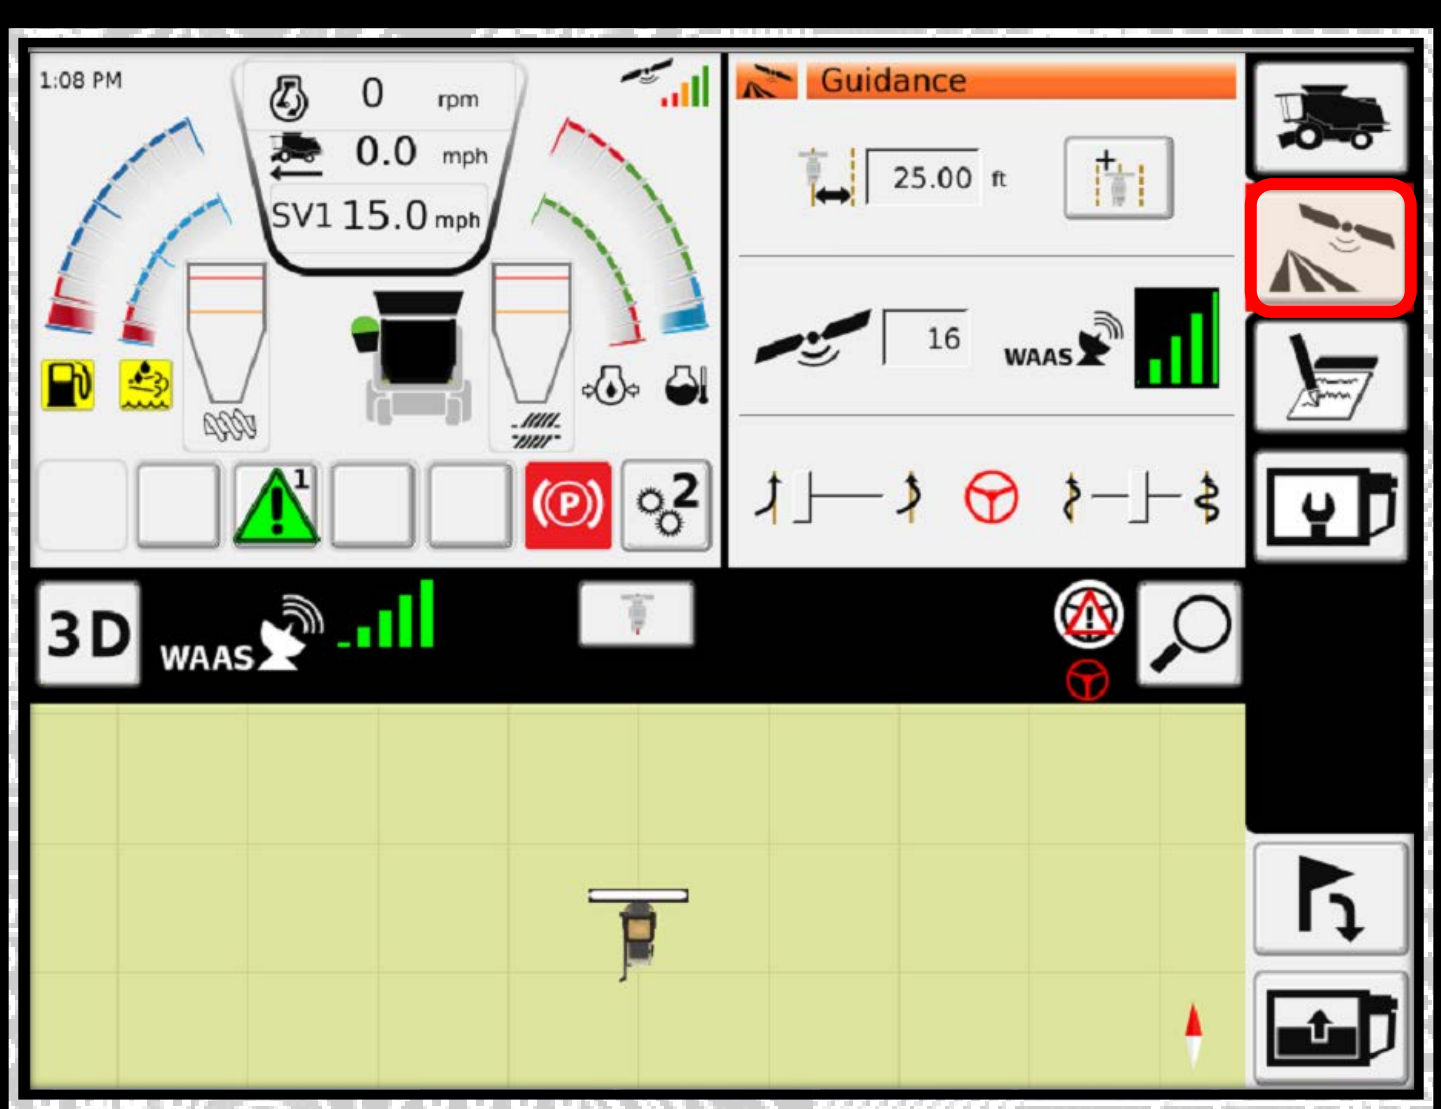 1:08 PM
0 rpm
0.0 mph
SV1 15.0 mph
1
(P)
2
Guidance
25.00 ft
+
16
WAAS
3D
WAAS